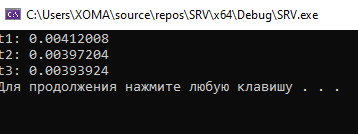 C:\Users\XOMA\source\repos\SRV\x64\Debug\SRV.exe
t1: 0.00412008
t2: 0.00397204
t3: 0.00393924
Для продолжения нажмите любую клавишу . . .